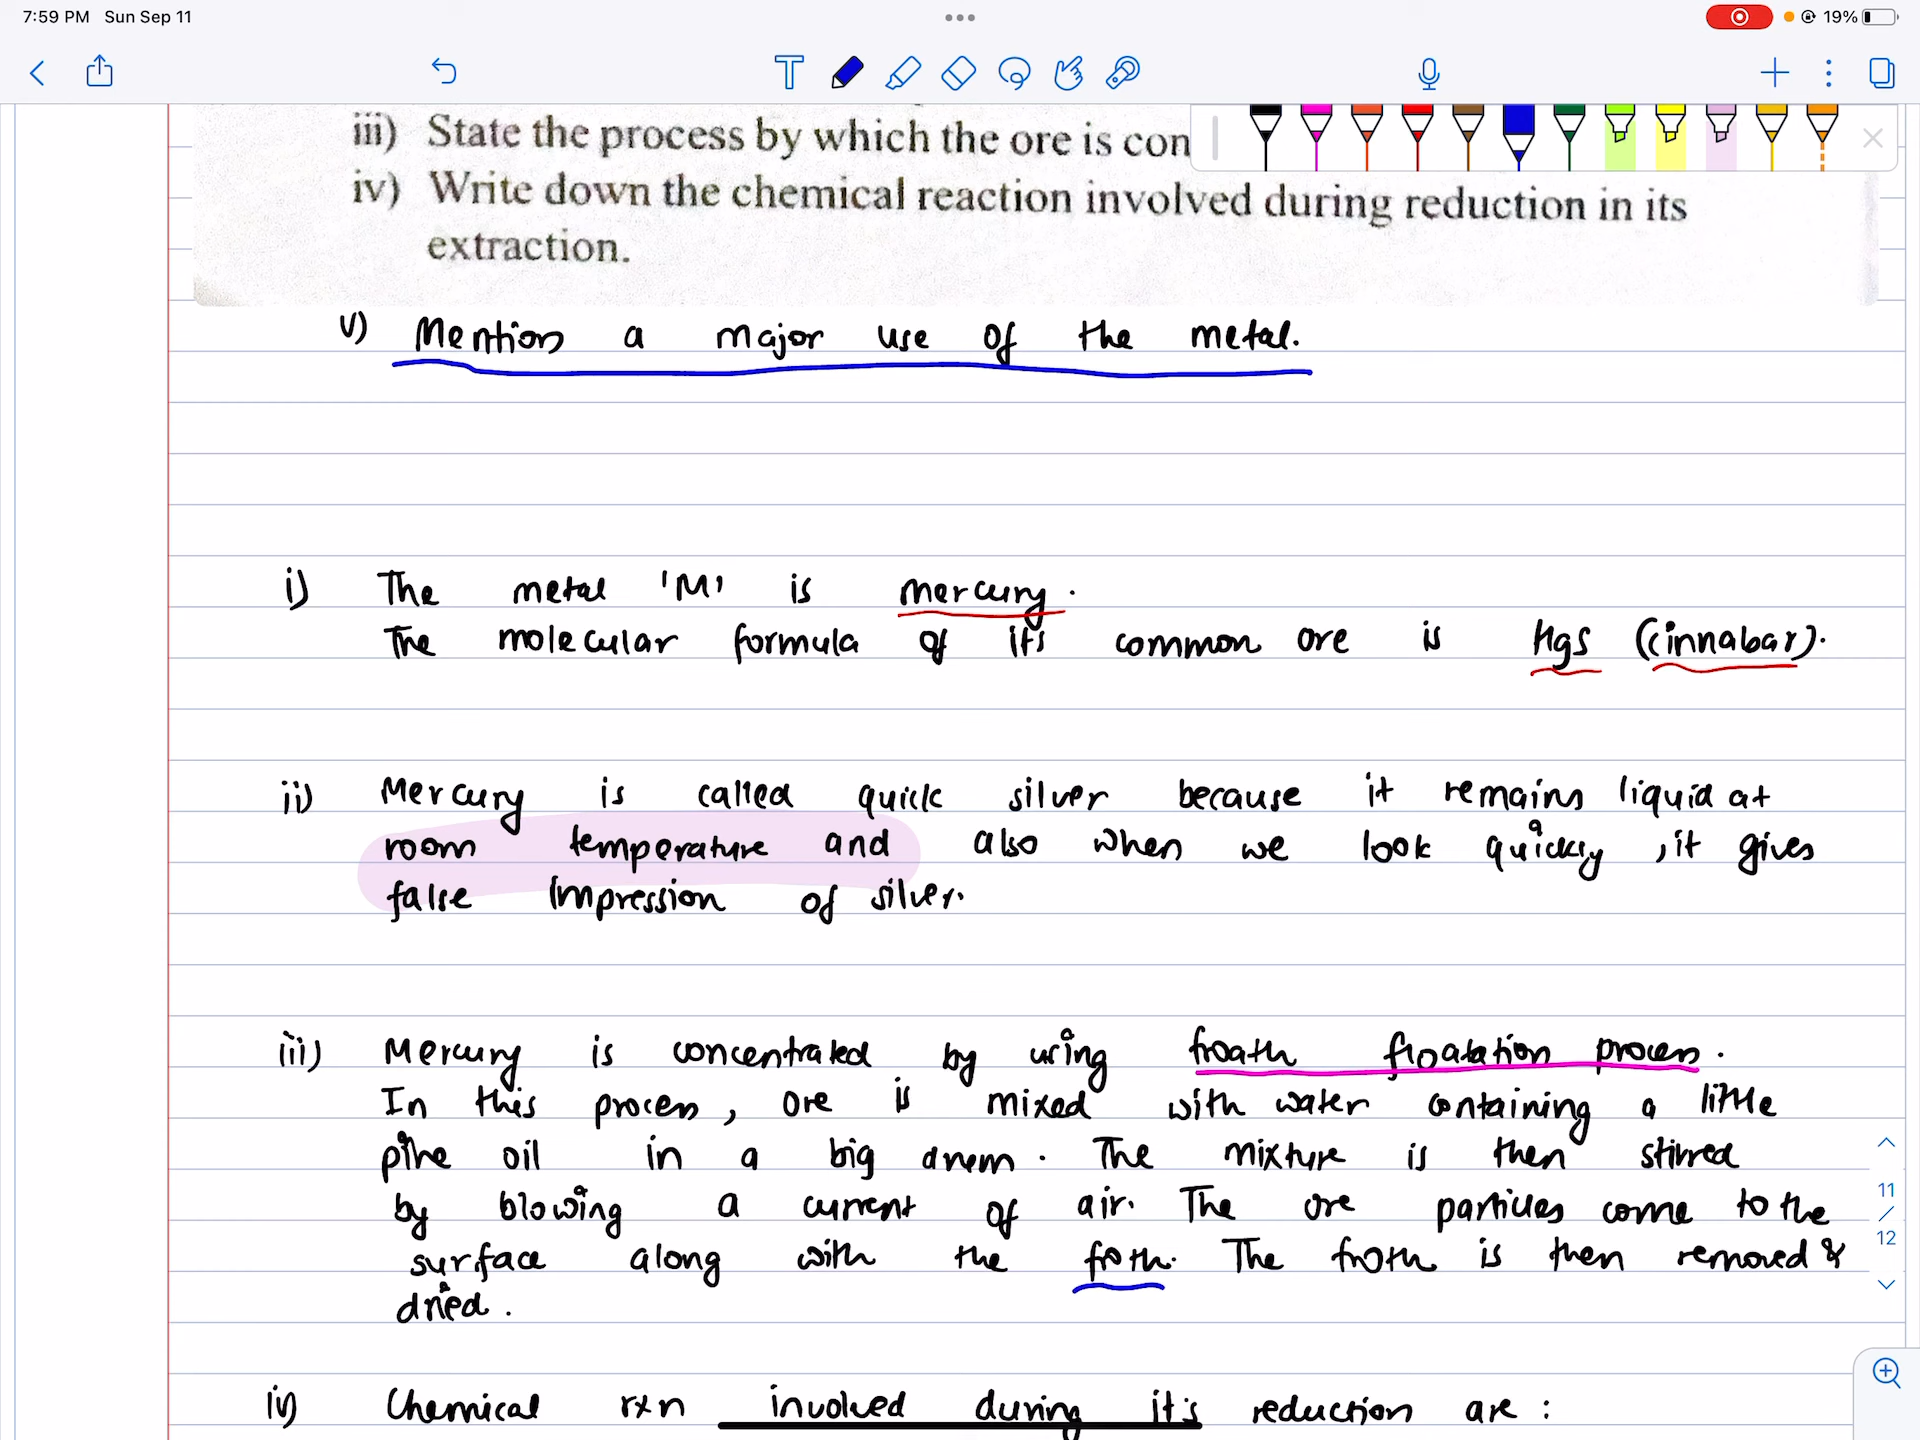 7:59 PM Sun Sep 11
19%
iii) State the process by which the ore is con
iv) Write down the chemical reaction involved during reduction in its
extraction.
v) Mention a major use of the metal.
i) The metal 'M' is mercury.
The molecular formula of its common ore is HgS (cinnabar).
ii) Mercury is called quick silver because it remains liquid at
room temperature and also when we look quickly, it gives
false impression of silver.
iii) Mercury is concentrated by using froath floatation process.
In this process, ore is mixed with water containing a little
pine oil in a big drum. The mixture is then stirred
by blowing a current of air. The ore particles come to the
surface along with the froth. The froth is then removed &
dried.
11
/
12
iv) Chemical rxn involved during it's reduction are :